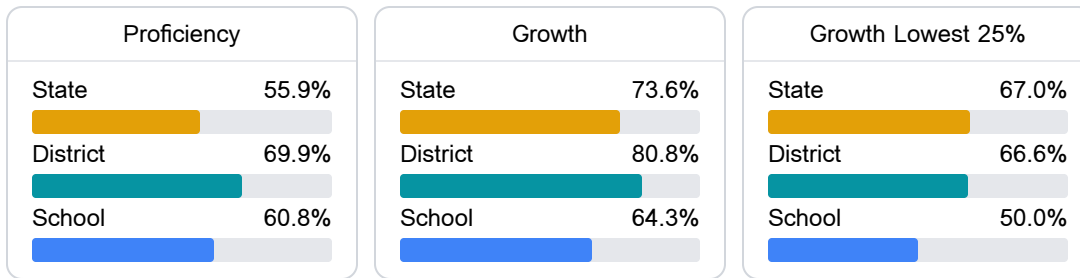 Proficiency
State 55.9%
District 69.9%
School 60.8%
Growth
State 73.6%
District 80.8%
School 64.3%
Growth Lowest 25%
State 67.0%
District 66.6%
School 50.0%